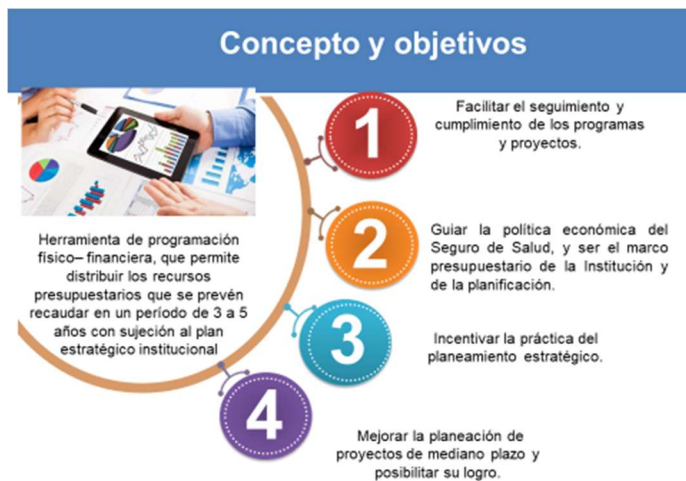 Concepto y objetivos
Herramienta de programación
físico– financiera, que permite
distribuir los recursos
presupuestarios que se prevén
recaudar en un período de 3 a 5
años con sujeción al plan
estratégico institucional
1
Facilitar el seguimiento y
cumplimiento de los programas
y proyectos.
2
Guiar la política económica del
Seguro de Salud, y ser el marco
presupuestario de la Institución y
de la planificación.
3
Incentivar la práctica del
planeamiento estratégico.
4
Mejorar la planeación de
proyectos de mediano plazo y
posibilitar su logro.